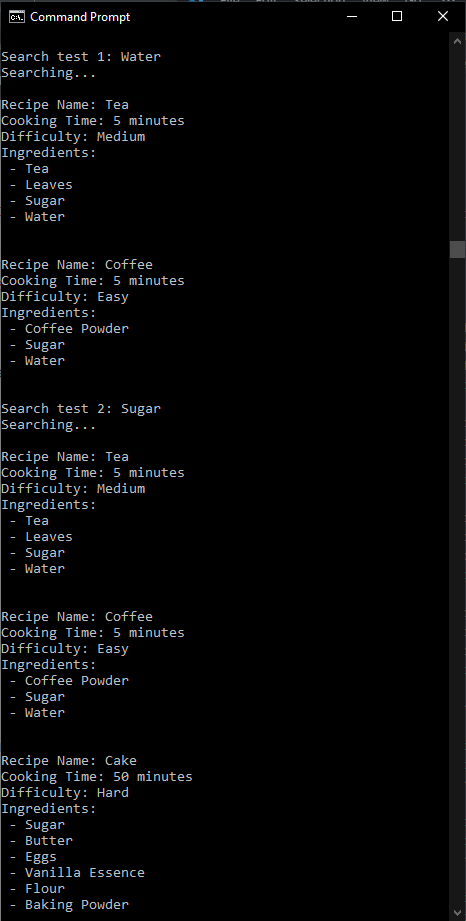 Command Prompt
Search test 1: Water
Searching...
Recipe Name: Tea
Cooking Time: 5 minutes
Difficulty: Medium
Ingredients:
- Tea
- Leaves
- Sugar
- Water
Recipe Name: Coffee
Cooking Time: 5 minutes
Difficulty: Easy
Ingredients:
- Coffee Powder
- Sugar
- Water
Search test 2: Sugar
Searching...
Recipe Name: Tea
Cooking Time: 5 minutes
Difficulty: Medium
Ingredients:
- Tea
- Leaves
- Sugar
- Water
Recipe Name: Coffee
Cooking Time: 5 minutes
Difficulty: Easy
Ingredients:
- Coffee Powder
- Sugar
- Water
Recipe Name: Cake
Cooking Time: 50 minutes
Difficulty: Hard
Ingredients:
- Sugar
- Butter
- Eggs
- Vanilla Essence
- Flour
- Baking Powder